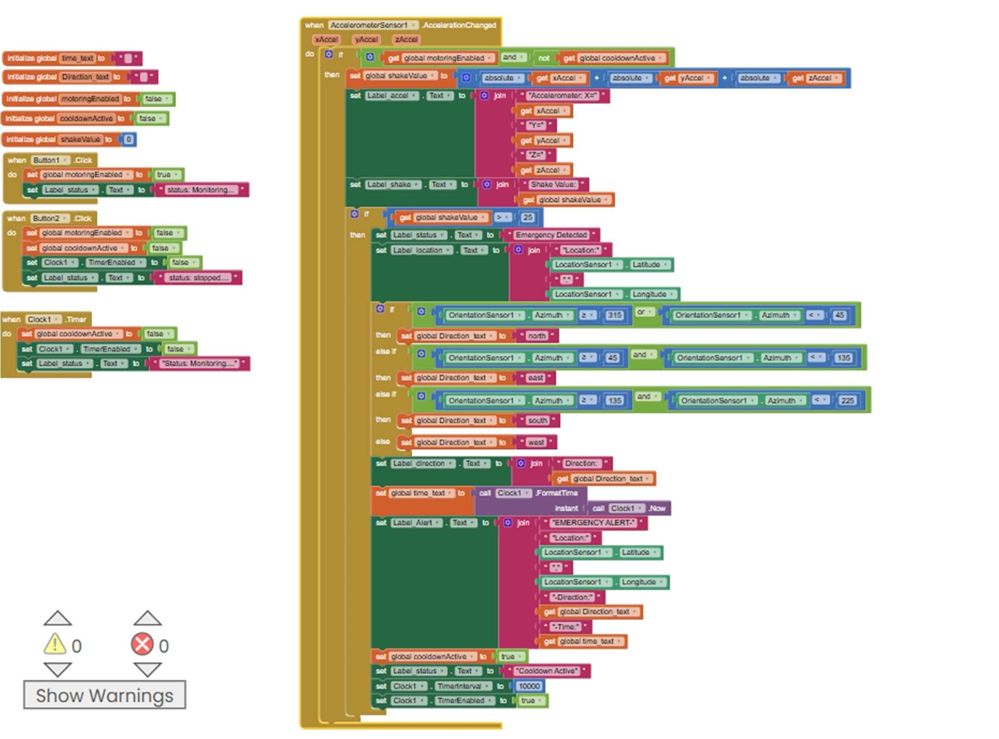 initialize global time_text to " "
initialize global Direction_text to " "
initialize global motoringEnabled to false
initialize global cooldownActive to false
initialize global shakeValue to 0
when Button1 .Click
do set global motoringEnabled to true
set Label_status . Text to " status: Monitoring... "
when Button2 .Click
do set global motoringEnabled to false
set global cooldownActive to false
set Clock1 . TimerEnabled to false
set Label_status . Text to " status: stopped.... "
when Clock1 .Timer
do set global cooldownActive to false
set Clock1 . TimerEnabled to false
set Label_status . Text to " "Status: Monitoring...." "
0 0
Show Warnings
when AccelerometerSensor1 .AccelerationChanged
xAccel yAccel zAccel
do if get global motoringEnabled and not get global cooldownActive
then set global shakeValue to absolute get xAccel + absolute get yAccel + absolute get zAccel
set Label_accel . Text to join " "Accelerometer: X=" "
get xAccel
" "Y=" "
get yAccel
" "Z=" "
get zAccel
set Label_shake . Text to join " Shake Value: "
get global shakeValue
if get global shakeValue > 25
then set Label_status . Text to " Emergency Detected "
set Label_location . Text to join " "Location:" "
LocationSensor1 . Latitude
" "," "
LocationSensor1 . Longitude
if OrientationSensor1 . Azimuth ≥ 315 or OrientationSensor1 . Azimuth < 45
then set global Direction_text to " north "
else if OrientationSensor1 . Azimuth ≥ 45 and OrientationSensor1 . Azimuth < 135
then set global Direction_text to " east "
else if OrientationSensor1 . Azimuth ≥ 135 and OrientationSensor1 . Azimuth < 225
then set global Direction_text to " south "
else set global Direction_text to " west "
set Label_direction . Text to join " Direction: "
get global Direction_text
set global time_text to call Clock1 .FormatTime
instant call Clock1 .Now
set Label_Alert . Text to join " "EMERGENCY ALERT-" "
" "Location:" "
LocationSensor1 . Latitude
" "," "
LocationSensor1 . Longitude
" "-Direction:" "
get global Direction_text
" "-Time:" "
get global time_text
set global cooldownActive to true
set Label_status . Text to " "Cooldown Active" "
set Clock1 . TimerInterval to 10000
set Clock1 . TimerEnabled to true